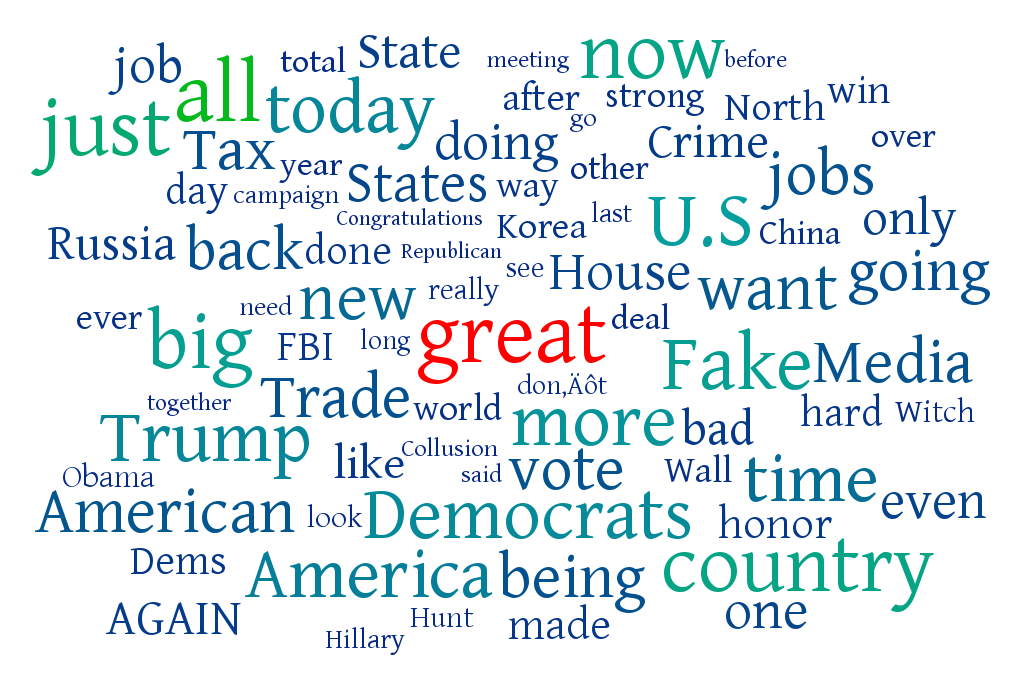 job total State meeting now before
just all today after strong North win
Tax doing go Crime over
day year campaign States way other jobs
Congratulations Korea last U.S China only
Russia back done Republican see House want going
ever need new really great deal
big FBI long Fake Media
together Trade world don‚Äôt more bad hard Witch
Trump like Collusion said vote Wall time even
Obama
American look Democrats honor
Dems America being country
AGAIN Hillary Hunt made one